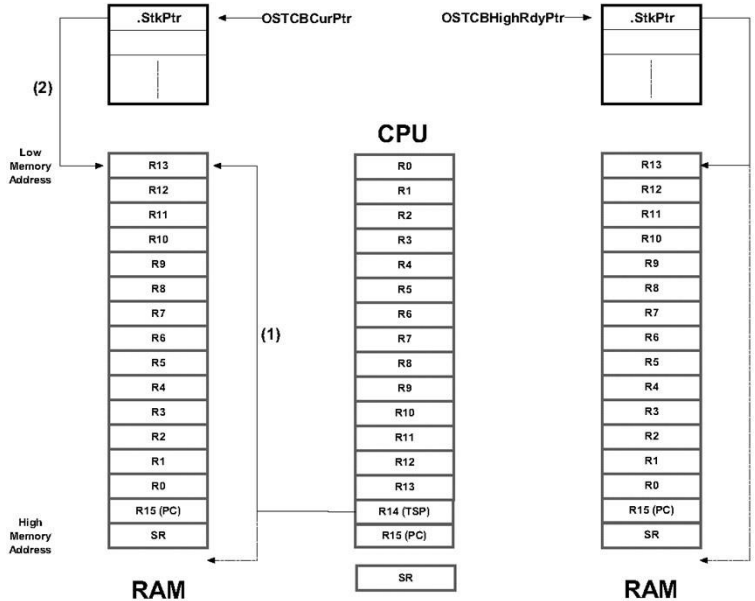 .StkPtr
OSTCBCurPtr
OSTCBHighRdyPtr
.StkPtr
(2)
CPU
Low
Memory
Address
R13
R12
R11
R10
R9
R8
R7
R6
R5
R4
R3
R2
R1
R0
R15 (PC)
SR
High
Memory
Address
RAM
(1)
R0
R1
R2
R3
R4
R5
R6
R7
R8
R9
R10
R11
R12
R13
R14 (TSP)
R15 (PC)
SR
R13
R12
R11
R10
R9
R8
R7
R6
R5
R4
R3
R2
R1
R0
R15 (PC)
SR
RAM